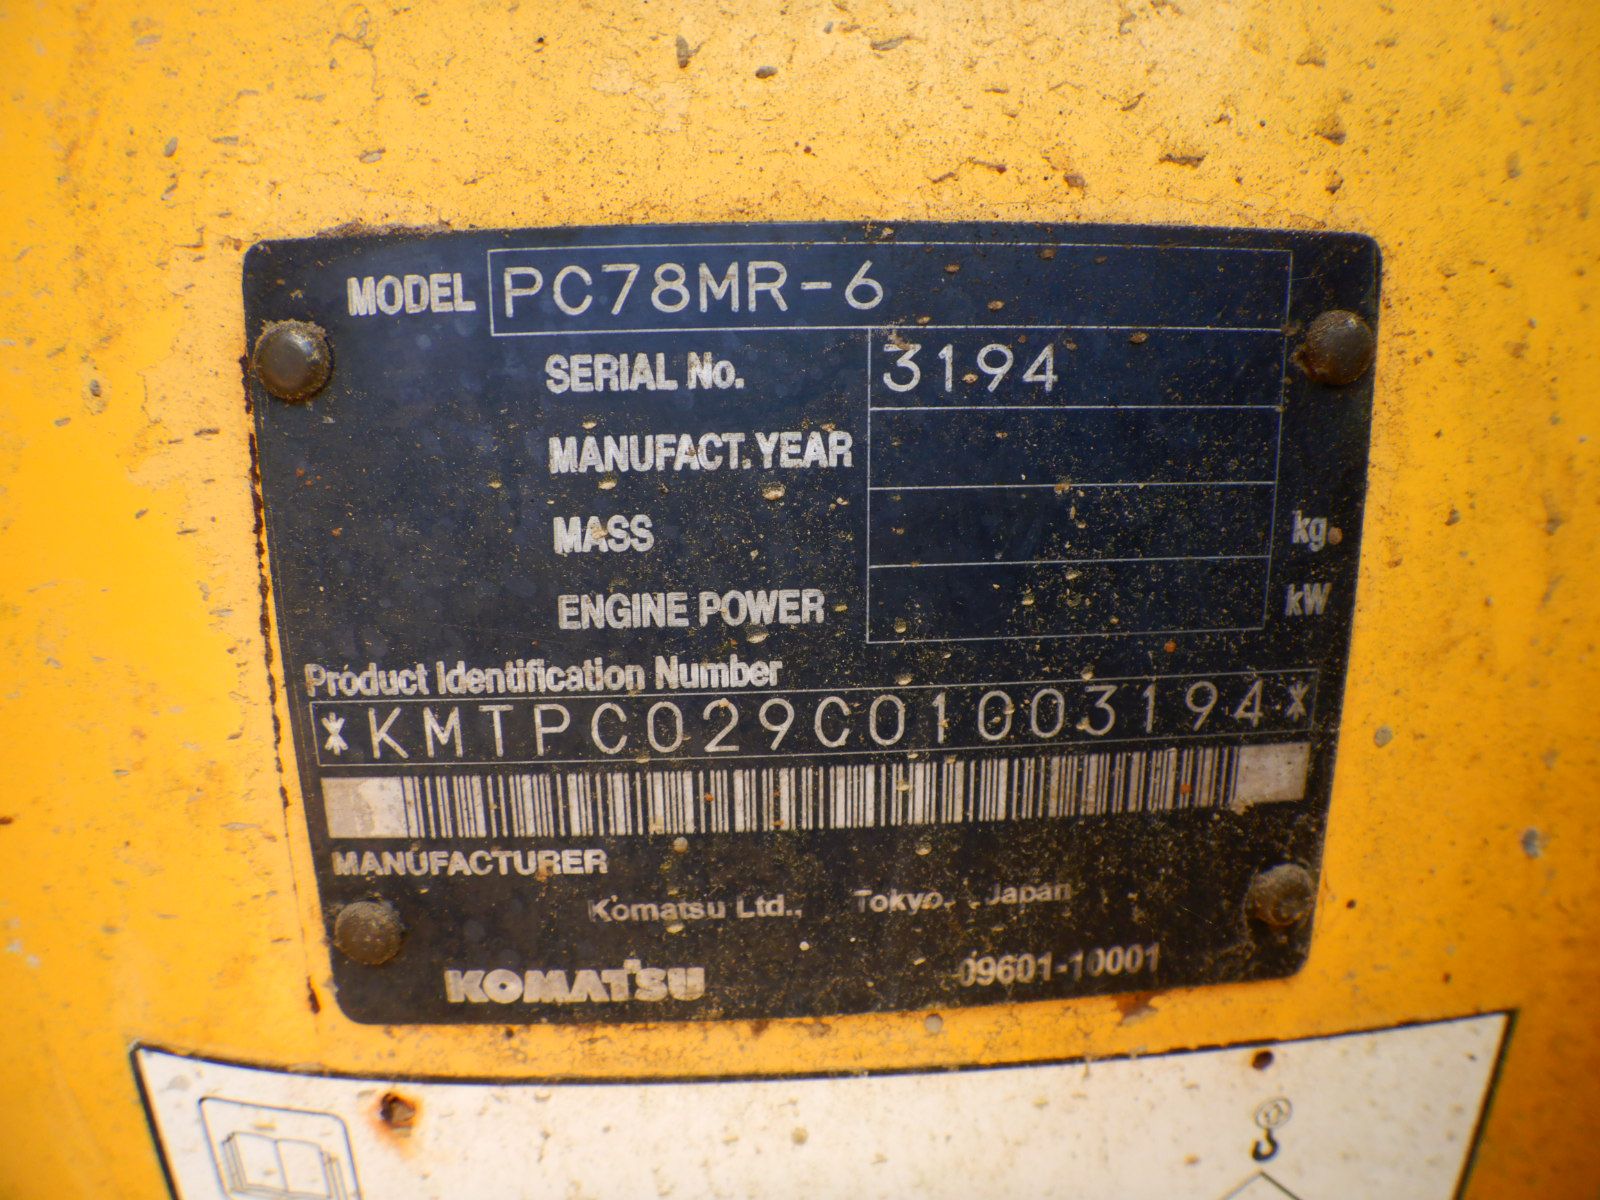 MODEL PC78MR-6
SERIAL No. 3194
MANUFACT. YEAR
MASS kg
ENGINE POWER kW
Product Identification Number
*KMTPC029C01003194*
MANUFACTURER
Komatsu Ltd., Tokyo, Japan
KOMATSU 09601-10001